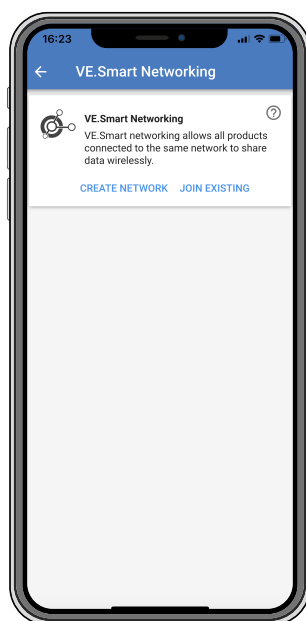 16:23
VE.Smart Networking
VE.Smart Networking
VE.Smart networking allows all products
connected to the same network to share
data wirelessly.
CREATE NETWORK JOIN EXISTING